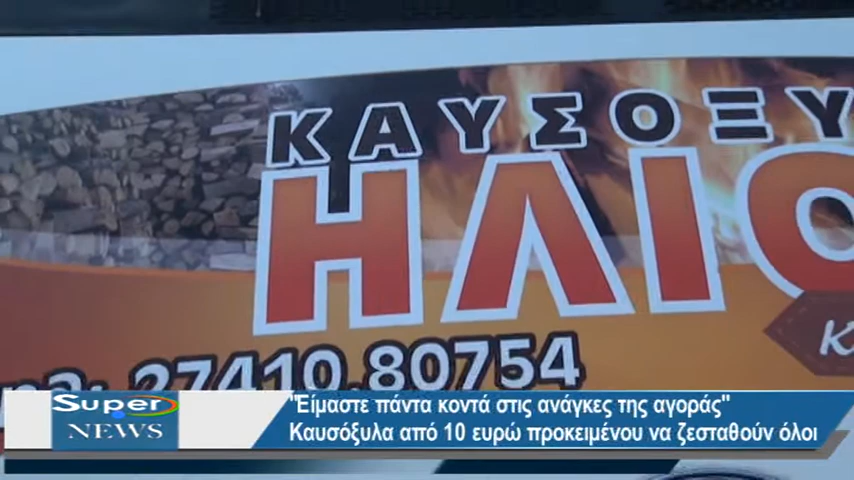 ΚΑΥΣΟΞΥ
ΗΛΙΟ
27410.80754
Super
NEWS
"Είμαστε πάντα κοντά στις ανάγκες της αγοράς"
Καυσόξυλα από 10 ευρώ προκειμένου να ζεσταθούν όλοι